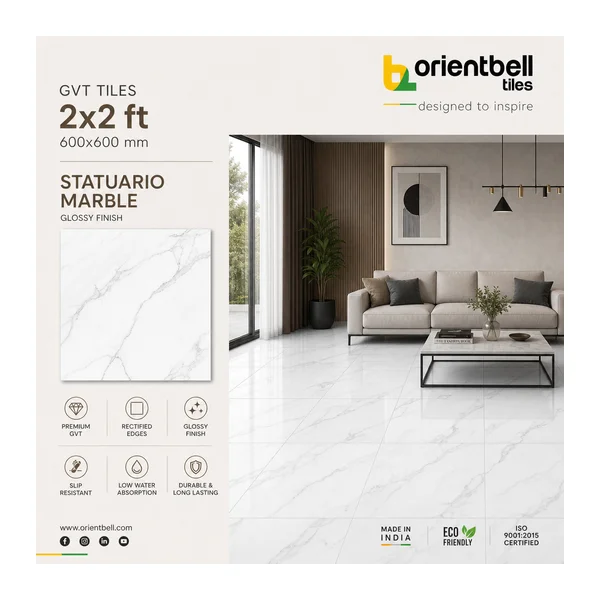 GVT TILES
2x2 ft
600x600 mm
STATUARIO
MARBLE
GLOSSY FINISH
PREMIUM
GVT
RECTIFIED
EDGES
GLOSSY
FINISH
SLIP
RESISTANT
LOW WATER
ABSORPTION
DURABLE &
LONG LASTING
www.orientbell.com
orientbell
tiles
designed to inspire
MADE IN
INDIA
ECO
FRIENDLY
ISO
9001:2015
CERTIFIED